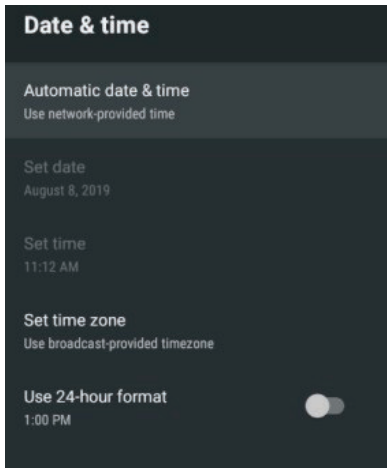 Date & time
Automatic date & time
Use network-provided time
Set date
August 8, 2019
Set time
11:12 AM
Set time zone
Use broadcast-provided timezone
Use 24-hour format
1:00 PM